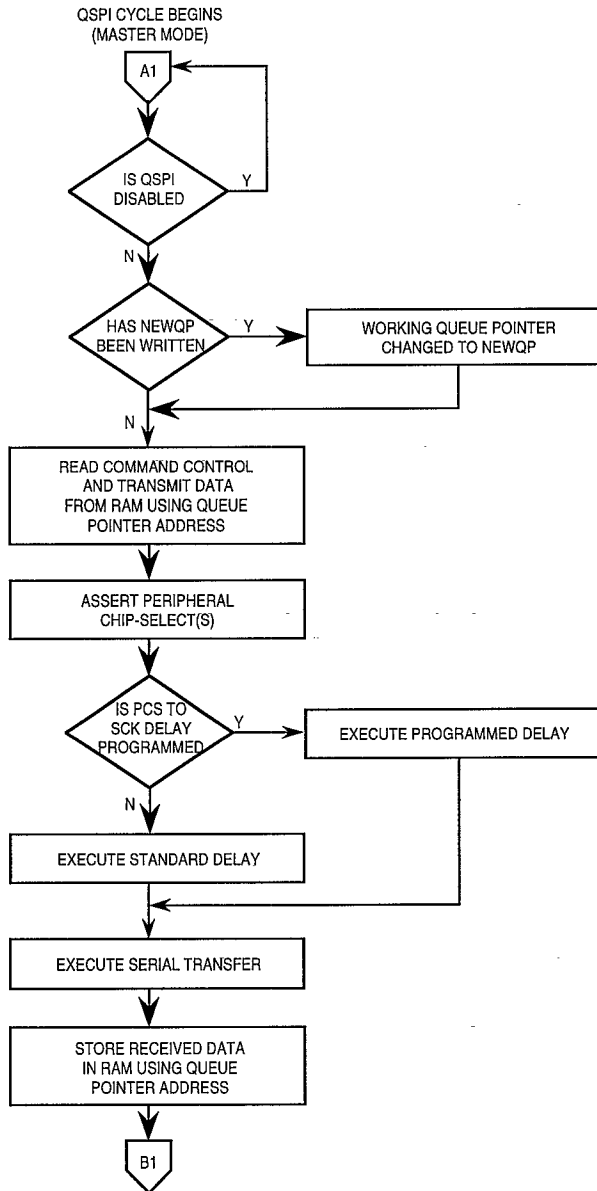 QSPI CYCLE BEGINS
(MASTER MODE)
A1
IS QSPI
DISABLED
Y
N
HAS NEWQP
BEEN WRITTEN
Y
WORKING QUEUE POINTER
CHANGED TO NEWQP
N
READ COMMAND CONTROL
AND TRANSMIT DATA
FROM RAM USING QUEUE
POINTER ADDRESS
ASSERT PERIPHERAL
CHIP-SELECT(S)
IS PCS TO
SCK DELAY
PROGRAMMED
Y
EXECUTE PROGRAMMED DELAY
N
EXECUTE STANDARD DELAY
EXECUTE SERIAL TRANSFER
STORE RECEIVED DATA
IN RAM USING QUEUE
POINTER ADDRESS
B1